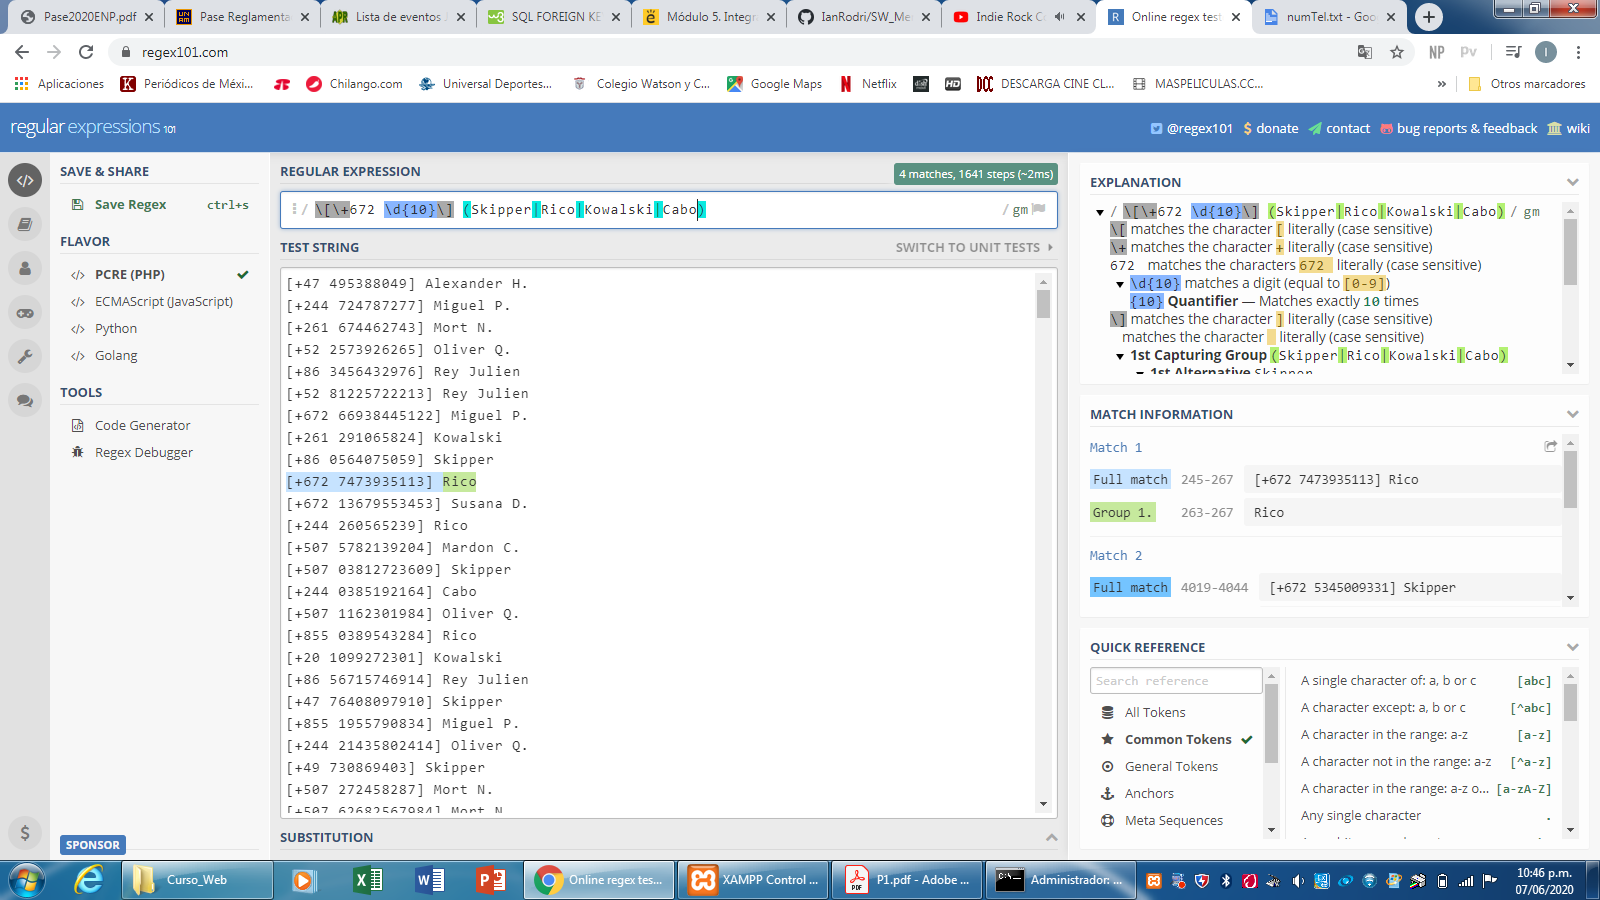 Pase2020ENP.pdf
Pase Reglamenta
Lista de eventos
SQL FOREIGN KE
Módulo 5. Integr
IanRodri/SW_Me
Indie Rock C
Online regex test
numTel.txt - Goo
regex101.com
Aplicaciones
Periódicos de Méxi...
Chilango.com
Universal Deportes...
Colegio Watson y C...
Google Maps
Netflix
HD
DESCARGA CINE CL...
MASPELICULAS.CC...
»
Otros marcadores
regular expressions 101
@regex101
donate
contact
bug reports & feedback
wiki
SAVE & SHARE
Save Regex ctrl+s
FLAVOR
PCRE (PHP)
ECMAScript (JavaScript)
Python
Golang
TOOLS
Code Generator
Regex Debugger
SPONSOR
REGULAR EXPRESSION
4 matches, 1641 steps (~2ms)
/ \[\+672 \d{10}\] (Skipper|Rico|Kowalski|Cabo) / gm
TEST STRING
SWITCH TO UNIT TESTS
[+47 495388049] Alexander H.
[+244 724787277] Miguel P.
[+261 674462743] Mort N.
[+52 2573926265] Oliver Q.
[+86 3456432976] Rey Julien
[+52 81225722213] Rey Julien
[+672 66938445122] Miguel P.
[+261 291065824] Kowalski
[+86 0564075059] Skipper
[+672 7473935113] Rico
[+672 13679553453] Susana D.
[+244 260565239] Rico
[+507 5782139204] Mardon C.
[+507 03812723609] Skipper
[+244 0385192164] Cabo
[+507 1162301984] Oliver Q.
[+855 0389543284] Rico
[+20 1099272301] Kowalski
[+86 56715746914] Rey Julien
[+47 76408097910] Skipper
[+855 1955790834] Miguel P.
[+244 21435802414] Oliver Q.
[+49 730869403] Skipper
[+507 272458287] Mort N.
[+507 62682567984] Mort N
SUBSTITUTION
EXPLANATION
/ \[\+672 \d{10}\] (Skipper|Rico|Kowalski|Cabo) / gm
\[ matches the character [ literally (case sensitive)
\+ matches the character + literally (case sensitive)
672 matches the characters 672 literally (case sensitive)
\d{10} matches a digit (equal to [0-9])
{10} Quantifier — Matches exactly 10 times
\] matches the character ] literally (case sensitive)
matches the character literally (case sensitive)
1st Capturing Group (Skipper|Rico|Kowalski|Cabo)
1st Alternative Skipper
MATCH INFORMATION
Match 1
Full match 245-267 [+672 7473935113] Rico
Group 1. 263-267 Rico
Match 2
Full match 4019-4044 [+672 5345009331] Skipper
QUICK REFERENCE
Search reference
All Tokens
Common Tokens
General Tokens
Anchors
Meta Sequences
A single character of: a, b or c [abc]
A character except: a, b or c [^abc]
A character in the range: a-z [a-z]
A character not in the range: a-z [^a-z]
A character in the range: a-z o... [a-zA-Z]
Any single character .
Curso_Web
Online regex tes...
XAMPP Control ...
P1.pdf - Adobe ...
Administrador: ...
10:46 p.m.
07/06/2020